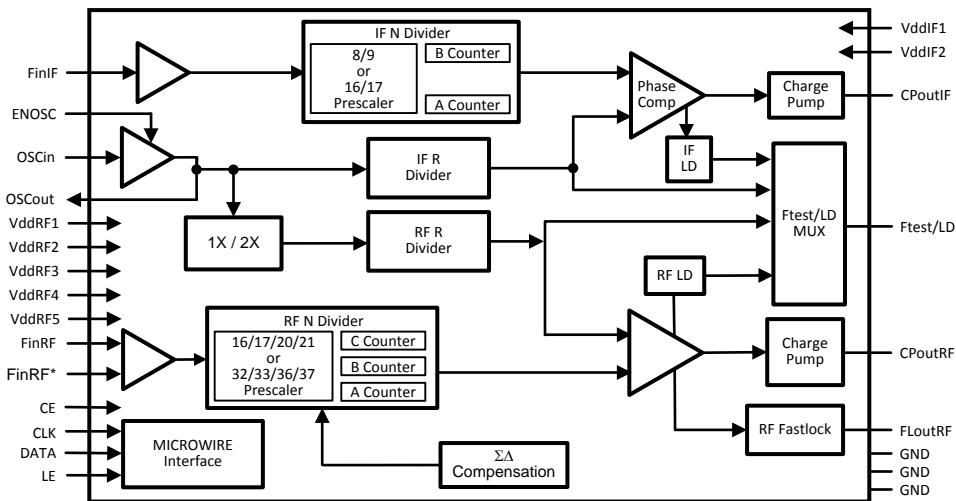 FinIF
ENOSC
OSCin
OSCout
VddRF1
VddRF2
VddRF3
VddRF4
VddRF5
FinRF
FinRF*
CE
CLK
DATA
LE
IF N Divider
8/9
or
16/17
Prescaler
B Counter
A Counter
IF R
Divider
1X / 2X
RF R
Divider
RF N Divider
16/17/20/21
or
32/33/36/37
Prescaler
C Counter
B Counter
A Counter
MICROWIRE
Interface
ΣΔ
Compensation
Phase
Comp
Charge
Pump
IF
LD
Ftest/LD
MUX
RF LD
Charge
Pump
RF Fastlock
VddIF1
VddIF2
CPoutIF
Ftest/LD
CPoutRF
FLoutRF
GND
GND
GND